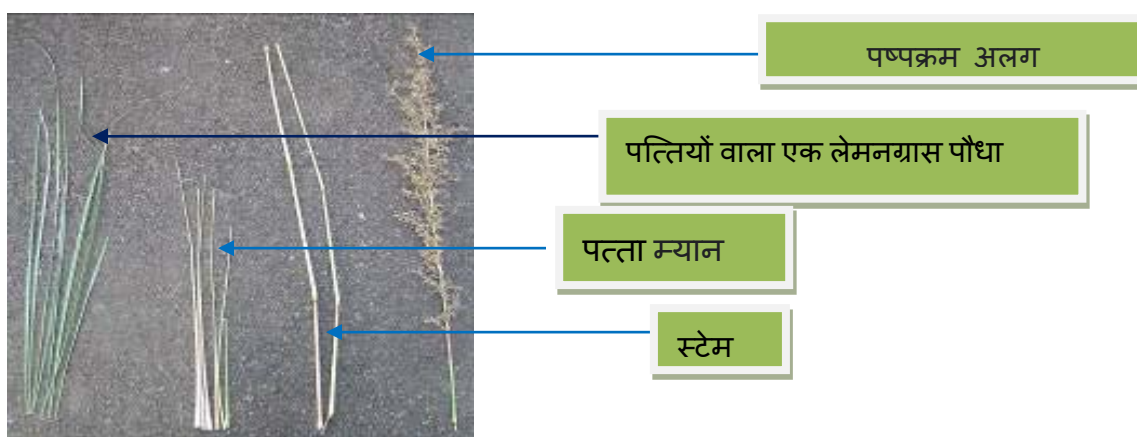 पष्पक्रम अलग
पत्तियों वाला एक लेमनग्रास पौधा
पत्ता म्यान
स्टेम